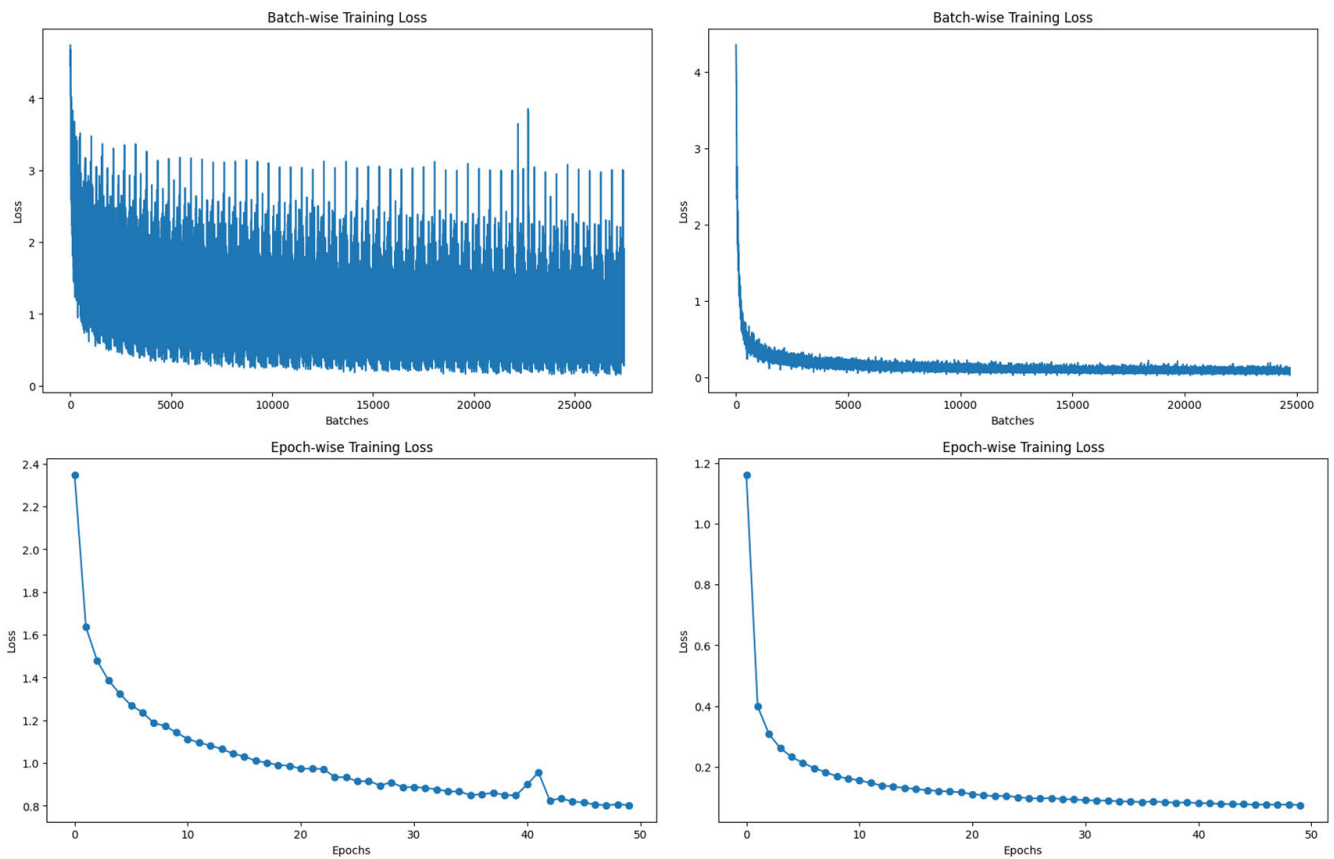 Batch-wise Training Loss
Loss
4
3
2
1
0
0 5000 10000 15000 20000 25000
Batches
Batch-wise Training Loss
Loss
4
3
2
1
0
0 5000 10000 15000 20000 25000
Batches
Epoch-wise Training Loss
Loss
2.4
2.2
2.0
1.8
1.6
1.4
1.2
1.0
0.8
0 10 20 30 40 50
Epochs
Epoch-wise Training Loss
Loss
1.2
1.0
0.8
0.6
0.4
0.2
0 10 20 30 40 50
Epochs